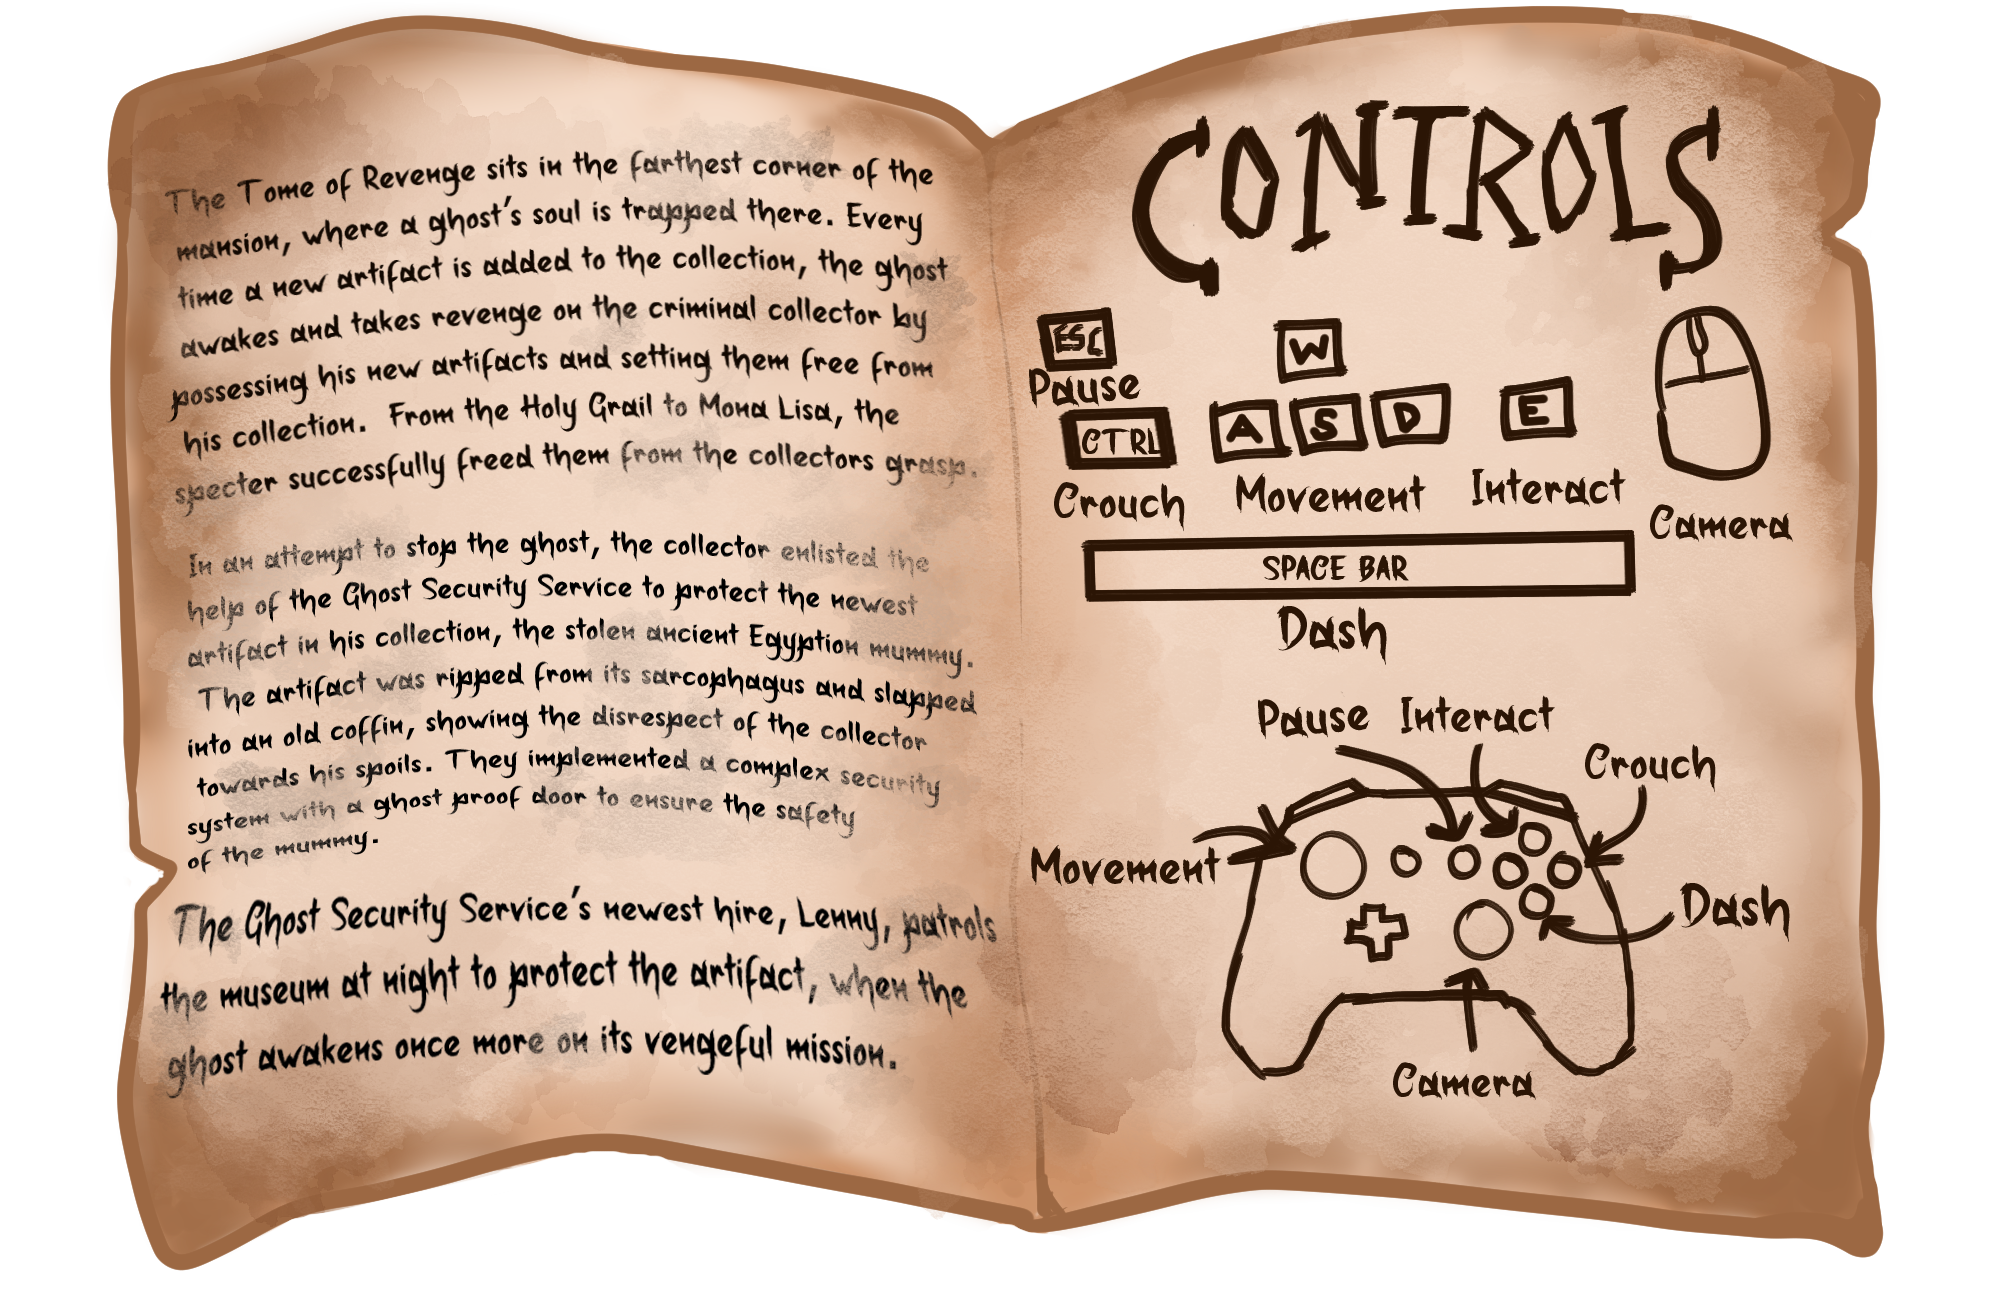 The Tome of Revenge sits in the farthest corner of the
mansion, where a ghost's soul is trapped there. Every
time a new artifact is added to the collection, the ghost
awakes and takes revenge on the criminal collector by
possessing his new artifacts and setting them free from
his collection. From the Holy Grail to Mona Lisa, the
specter successfully freed them from the collectors grasp.
In an attempt to stop the ghost, the collector enlisted the
help of the Ghost Security Service to protect the newest
artifact in his collection, the stolen ancient Egyption mummy.
The artifact was ripped from its sarcophagus and slapped
into an old coffin, showing the disrespect of the collector
towards his spoils. They implemented a complex security
system with a ghost proof door to ensure the safety
of the mummy.
The Ghost Security Service's newest hire, Lenny, patrols
the museum at night to protect the artifact, when the
ghost awakens once more on its vengeful mission.
CONTROLS
ESC
Pause
CTRL
Crouch
W
A S D
Movement
E
Interact
Camera
SPACE BAR
Dash
Pause Interact
Crouch
Movement
Dash
Camera